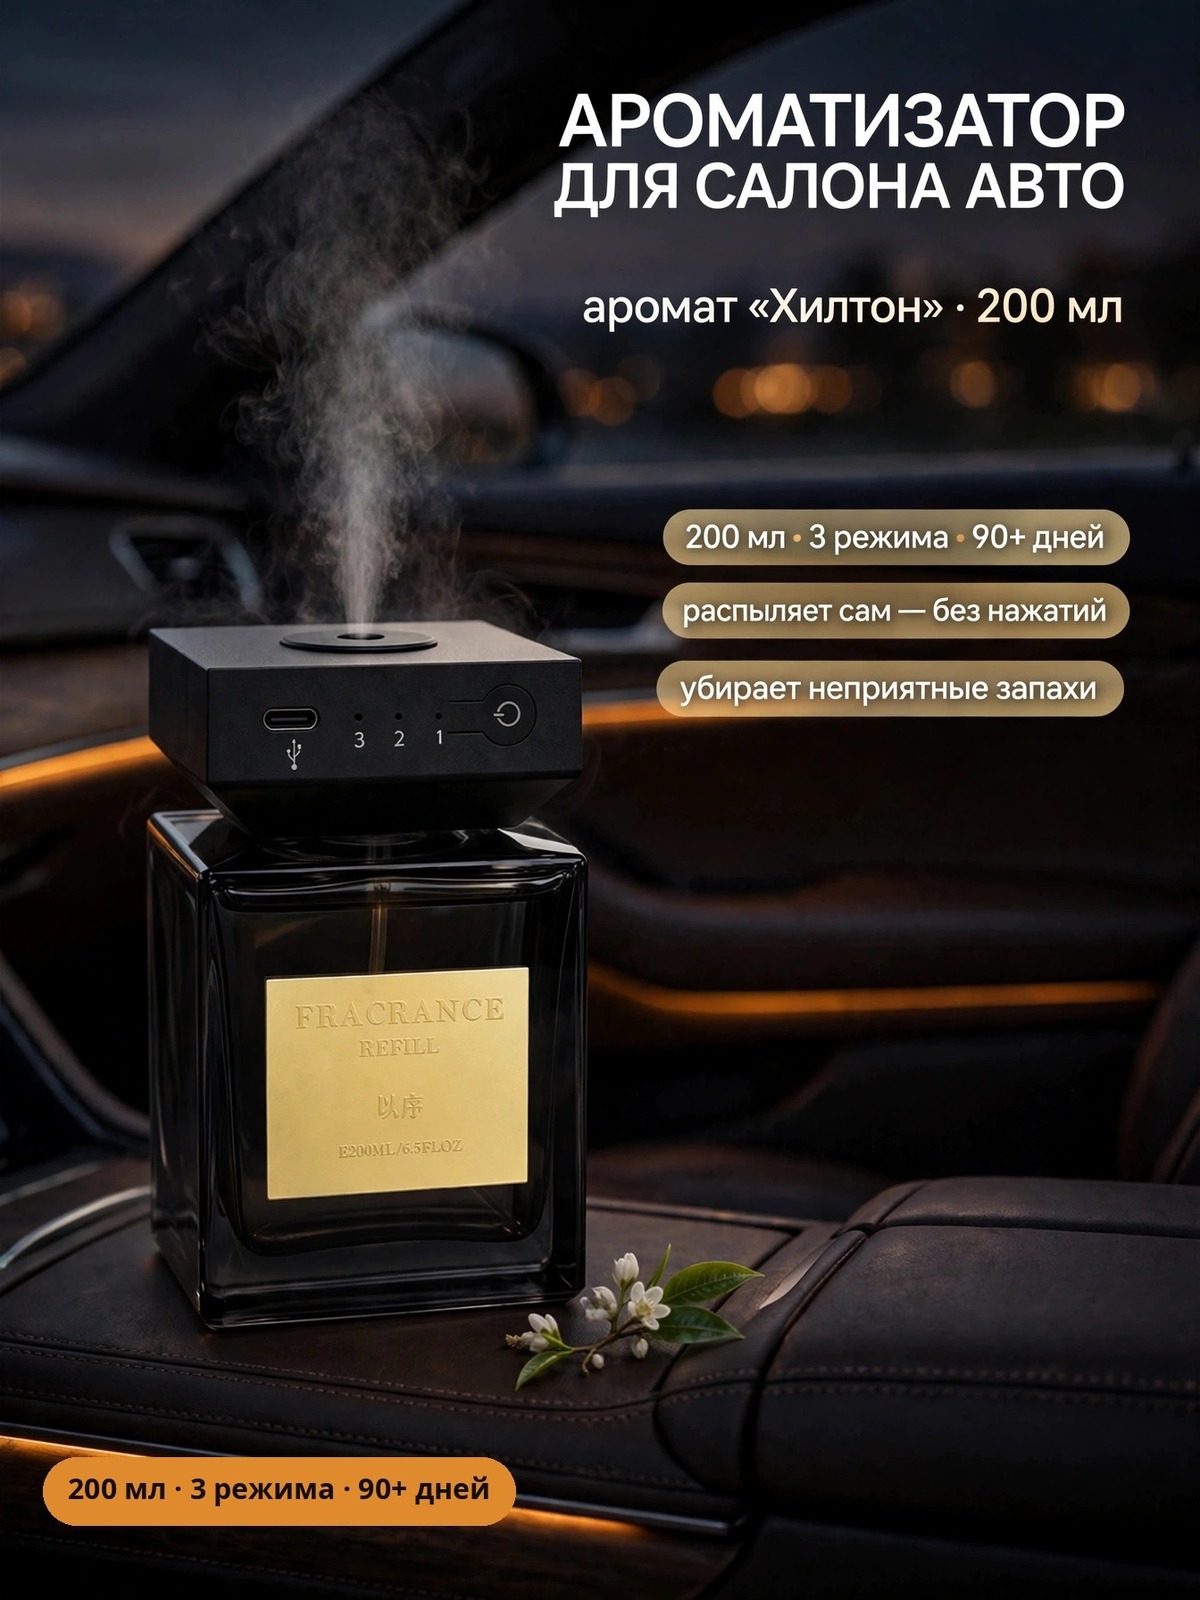 АРОМАТИЗАТОР
ДЛЯ САЛОНА АВТО
аромат «Хилтон» · 200 мл
200 мл • 3 режима • 90+ дней
распыляет сам — без нажатий
убирает неприятные запахи
3 2 1
FRACRANCE
REFILL
以序
E200ML/6.5FLOZ
200 мл · 3 режима · 90+ дней